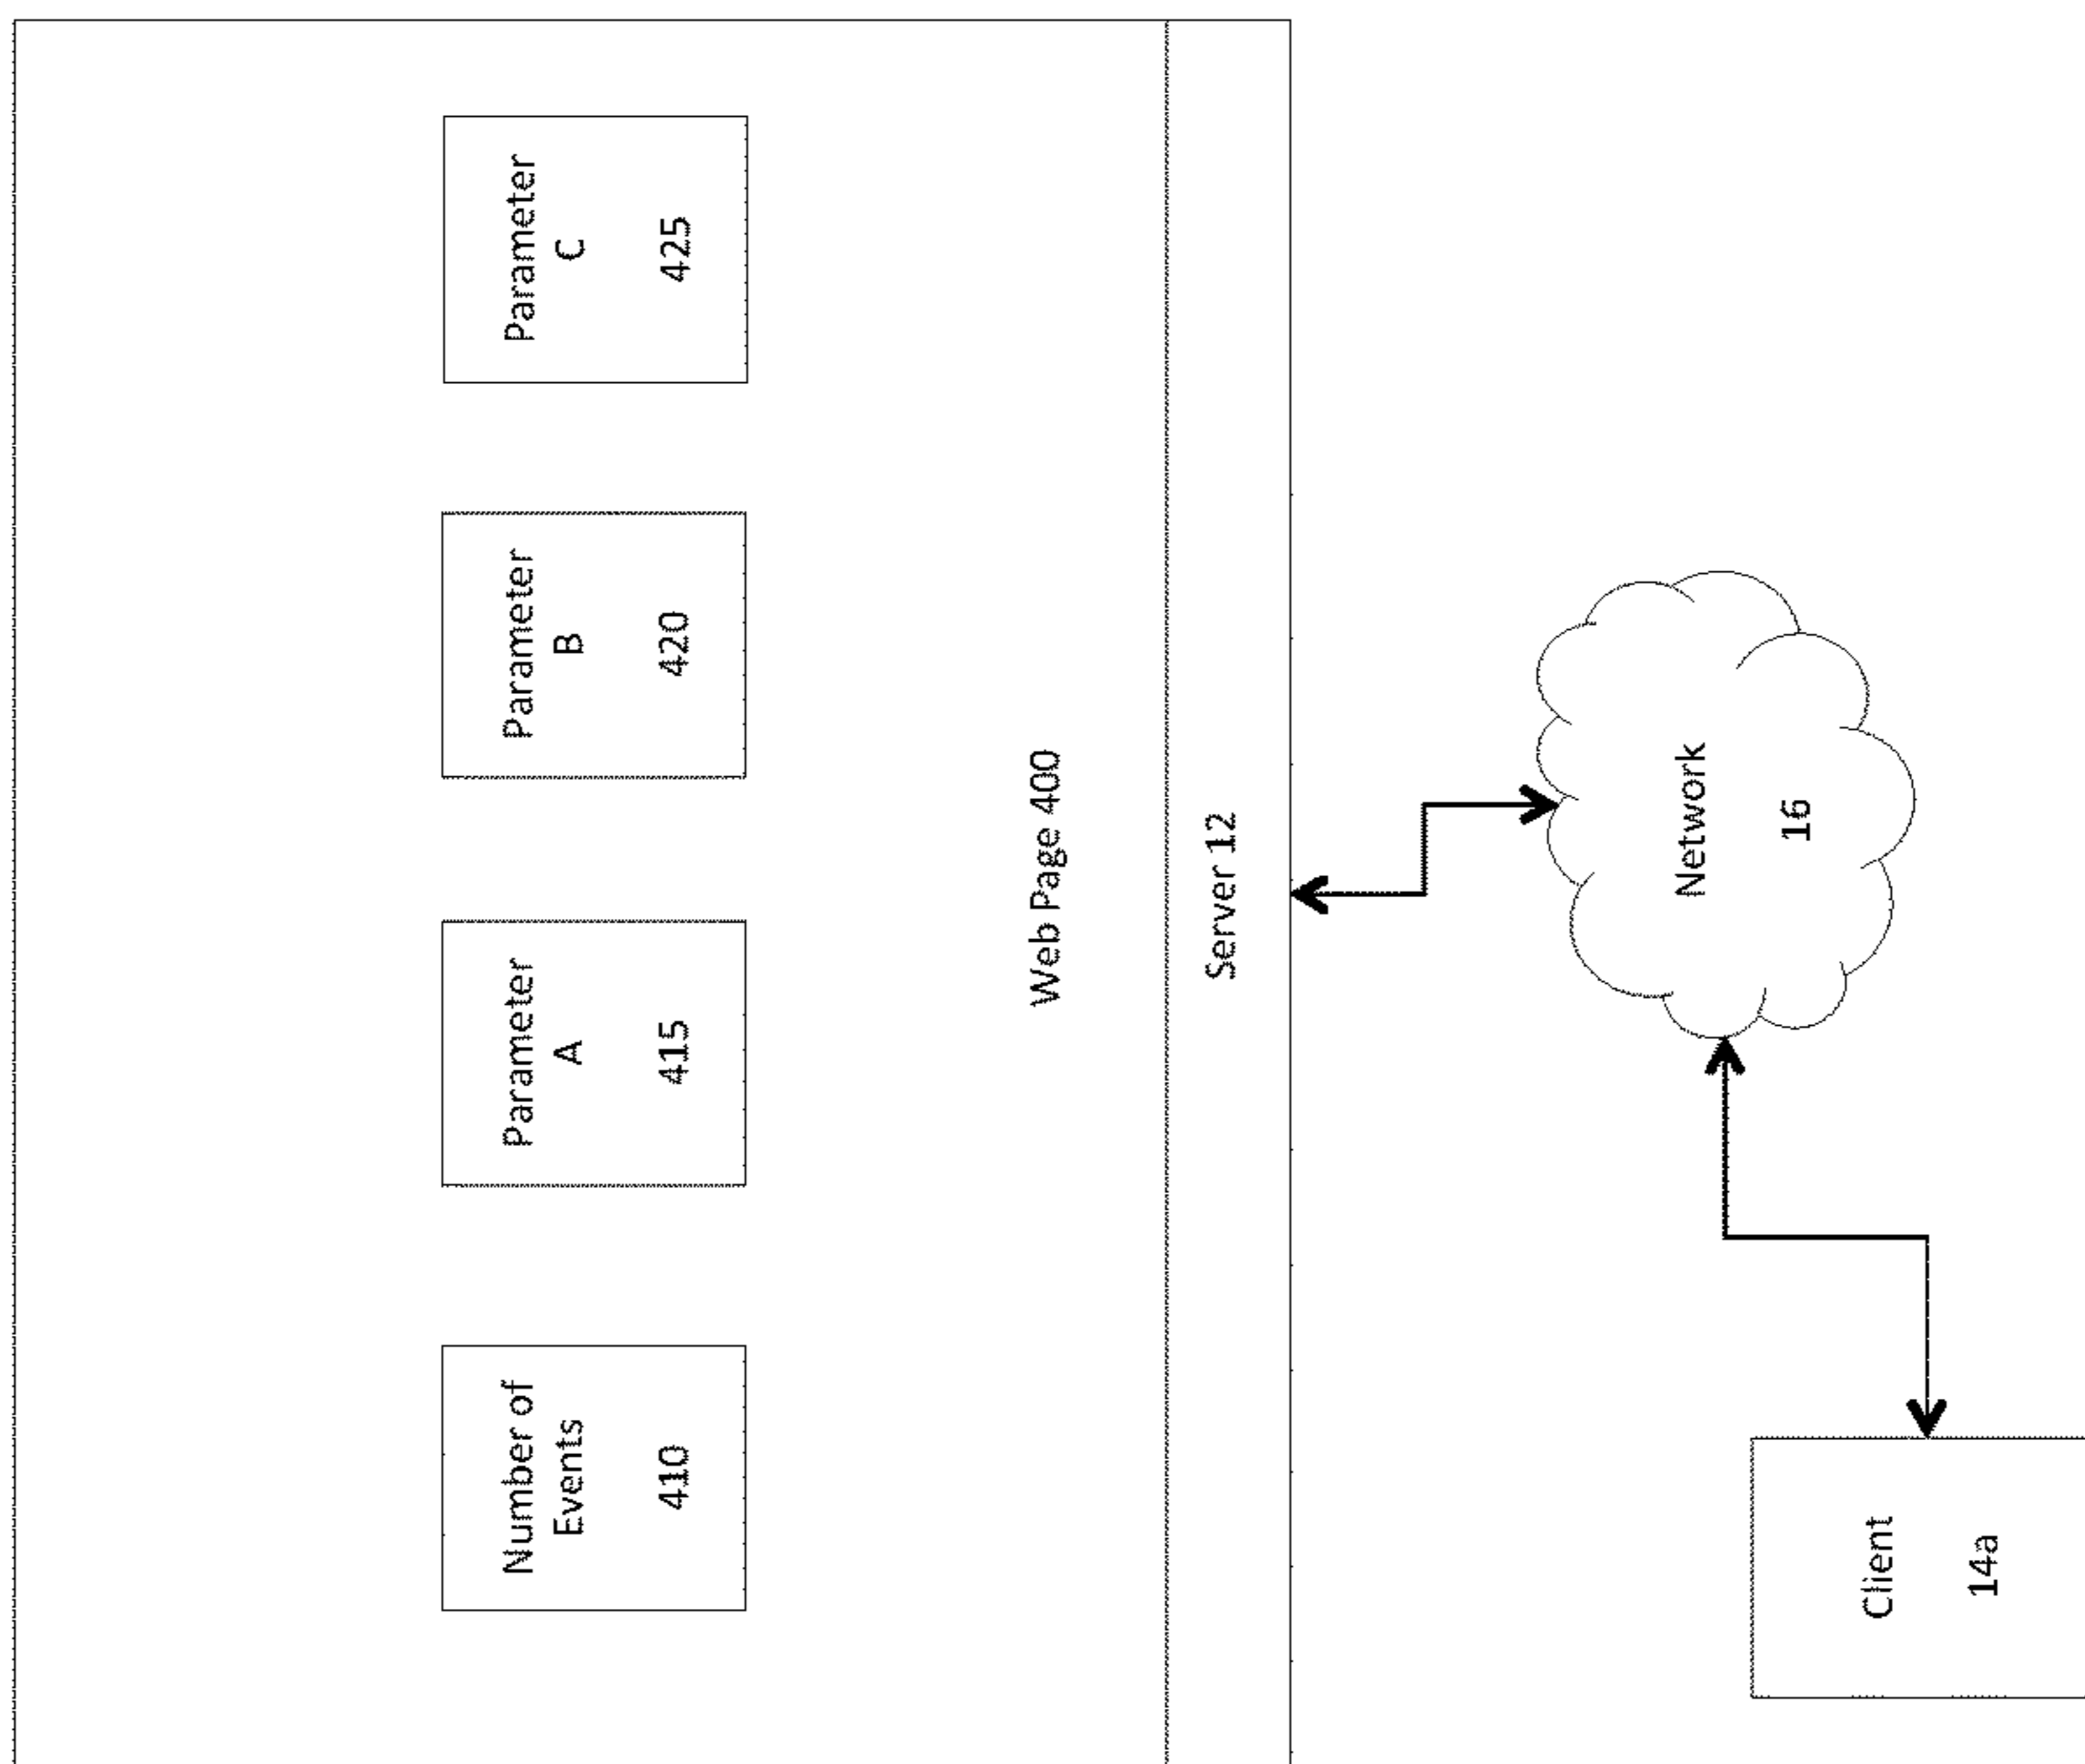 Number of
Events
410
Parameter
A
415
Parameter
B
420
Parameter
C
425
Web Page 400
Server 12
Network
16
Client
14a